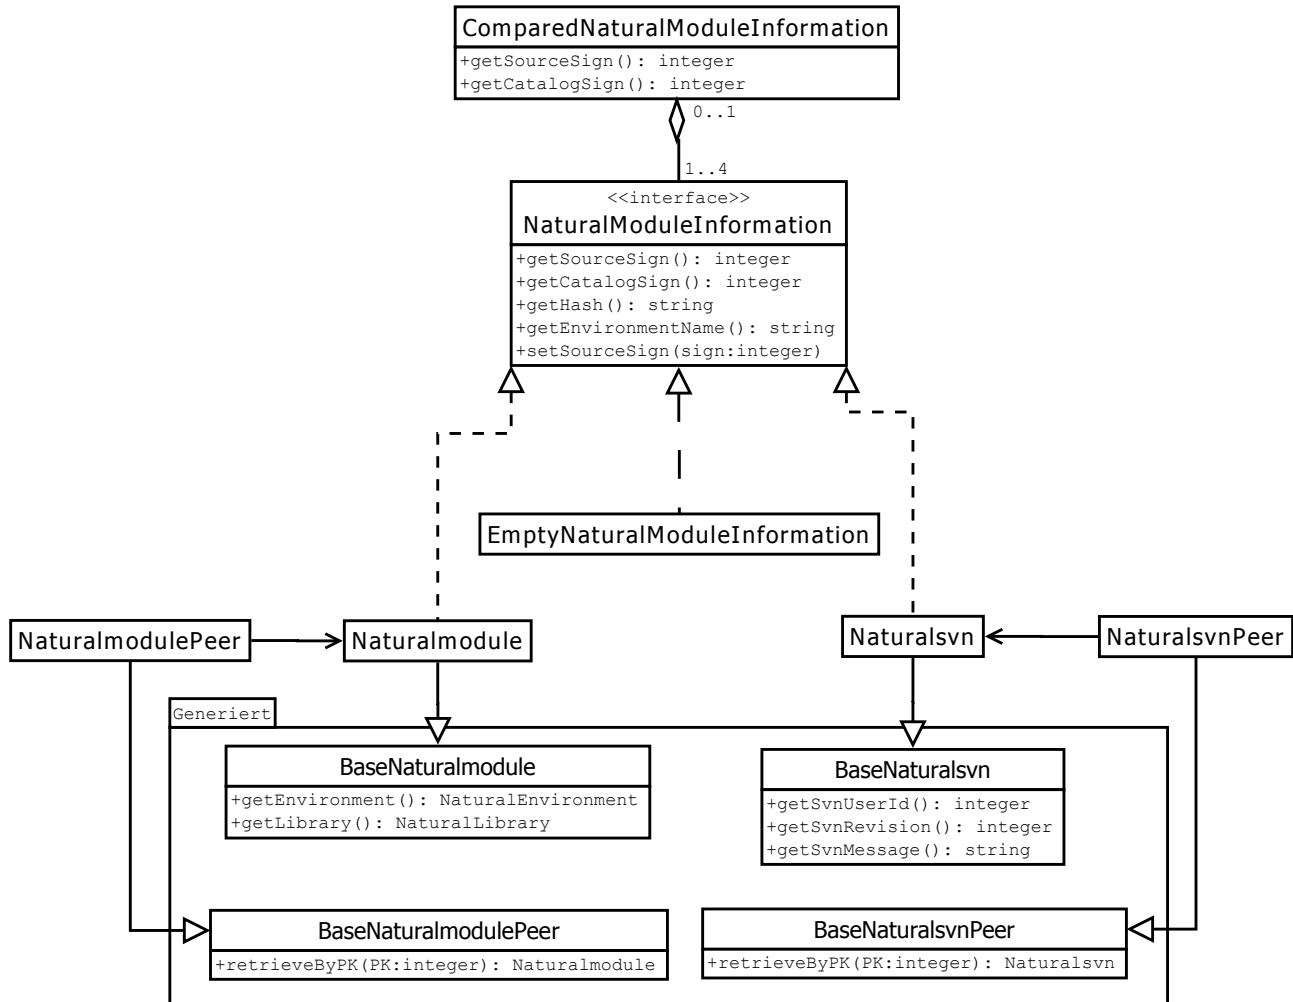 ComparedNaturalModuleInformation
+getSourceSign(): integer
+getCatalogSign(): integer
0..1
1..4
<<interface>>
NaturalModuleInformation
+getSourceSign(): integer
+getCatalogSign(): integer
+getHash(): string
+getEnvironmentName(): string
+setSourceSign(sign:integer)
EmptyNaturalModuleInformation
NaturalmodulePeer
Naturalmodule
Naturalsvn
NaturalsvnPeer
Generiert
BaseNaturalmodule
+getEnvironment(): NaturalEnvironment
+getLibrary(): NaturalLibrary
BaseNaturalsvn
+getSvnUserId(): integer
+getSvnRevision(): integer
+getSvnMessage(): string
BaseNaturalmodulePeer
+retrieveByPK(PK:integer): Naturalmodule
BaseNaturalsvnPeer
+retrieveByPK(PK:integer): Naturalsvn